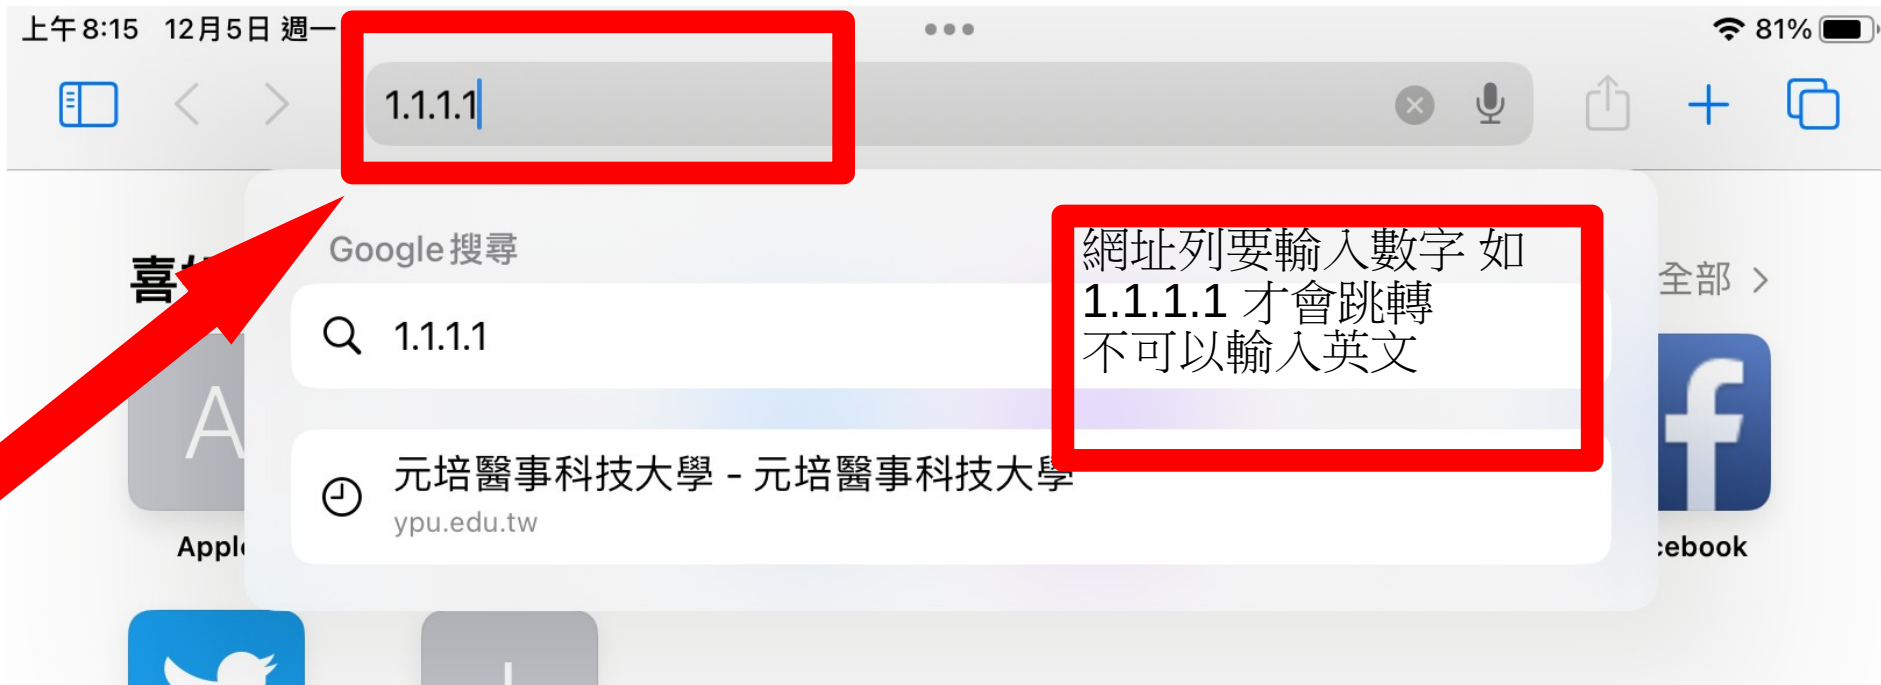 上午8:15 12月5日 週一
81%
1.1.1.1
Google 搜尋
網址列要輸入數字 如
1.1.1.1 才會跳轉
不可以輸入英文
喜
全部
1.1.1.1
A
元培醫事科技大學 - 元培醫事科技大學
ypu.edu.tw
Apple
cebook